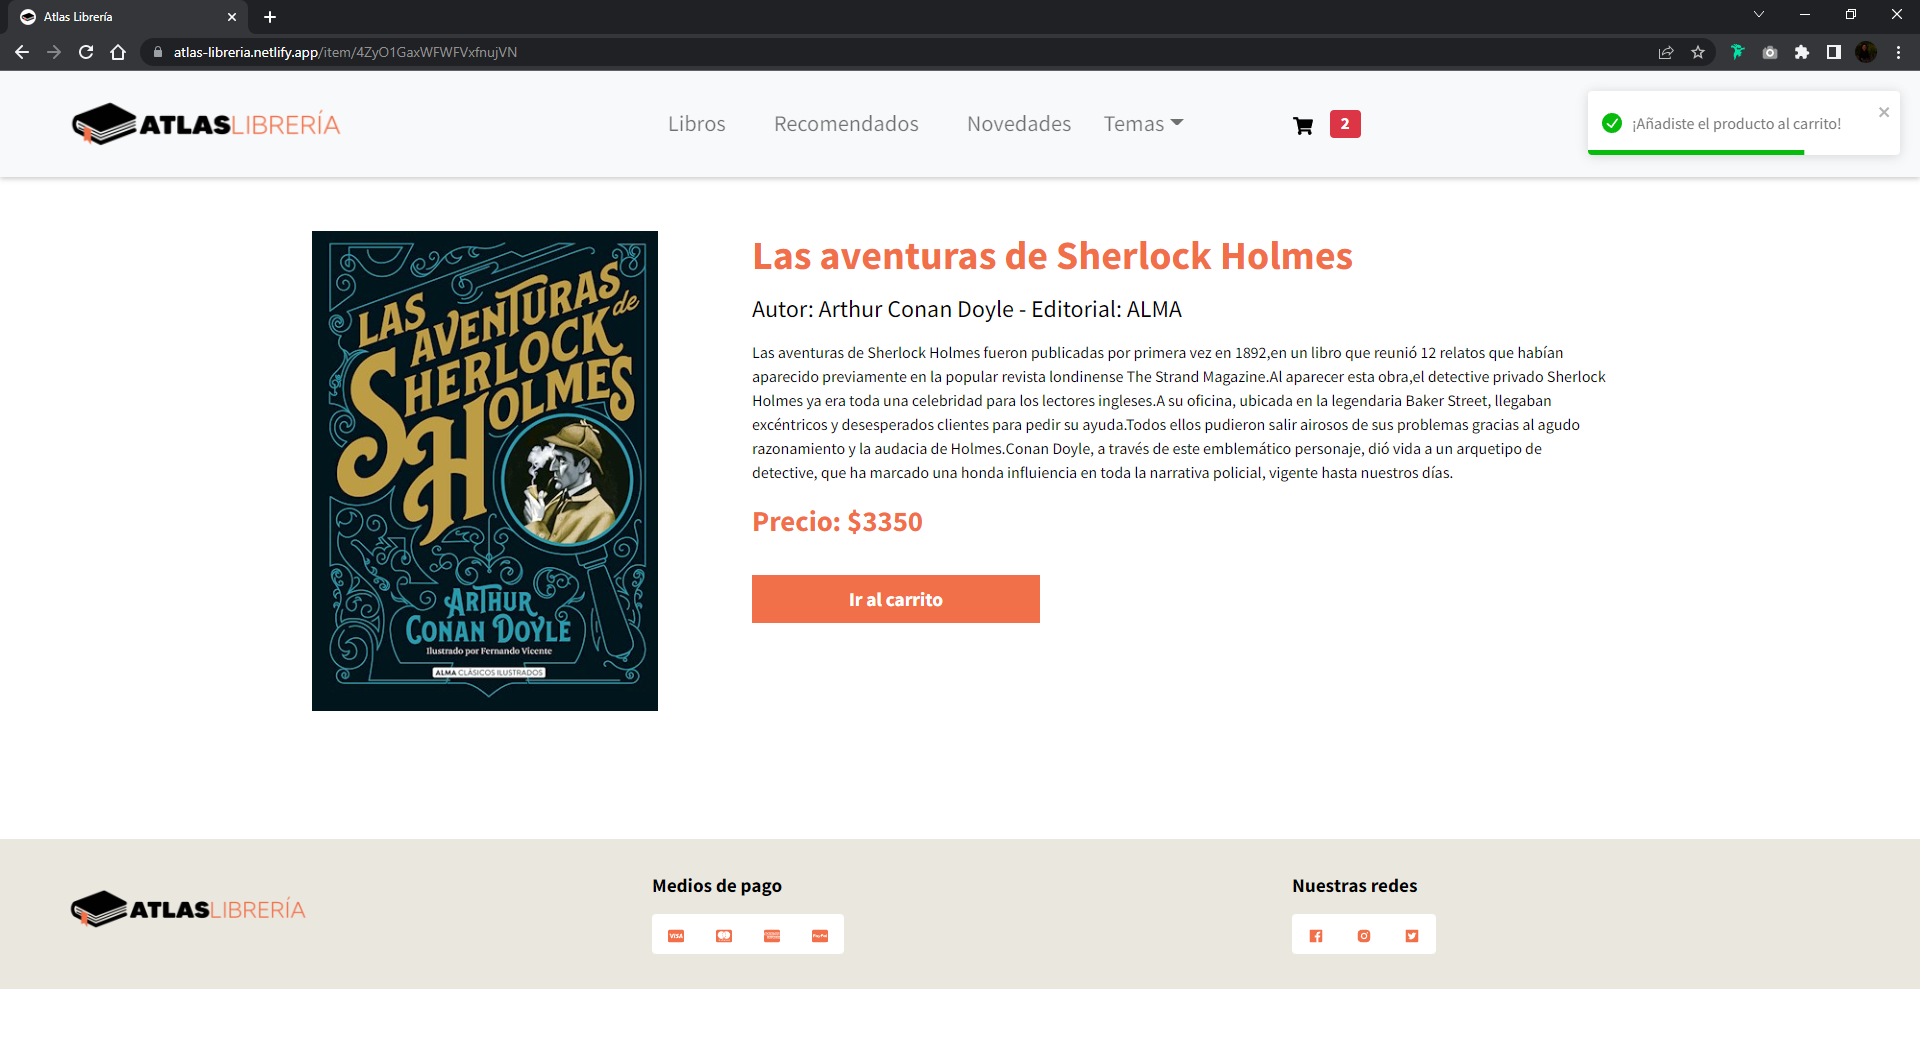 Atlas Librería
atlas-libreria.netlify.app/item/4ZyO1GaxWFWFVxfnujVN
ATLASLIBRERÍA
Libros
Recomendados
Novedades
Temas
2
¡Añadiste el producto al carrito!
LAS AVENTURAS de
SHERLOCK
HOLMES
ARTHUR
CONAN DOYLE
Ilustrado por Fernando Vicente
ALMA CLÁSICOS ILUSTRADOS
Las aventuras de Sherlock Holmes
Autor: Arthur Conan Doyle - Editorial: ALMA
Las aventuras de Sherlock Holmes fueron publicadas por primera vez en 1892,en un libro que reunió 12 relatos que habían
aparecido previamente en la popular revista londinense The Strand Magazine.Al aparecer esta obra,el detective privado Sherlock
Holmes ya era toda una celebridad para los lectores ingleses.A su oficina, ubicada en la legendaria Baker Street, llegaban
excéntricos y desesperados clientes para pedir su ayuda.Todos ellos pudieron salir airosos de sus problemas gracias al agudo
razonamiento y la audacia de Holmes.Conan Doyle, a través de este emblemático personaje, dió vida a un arquetipo de
detective, que ha marcado una honda influiencia en toda la narrativa policial, vigente hasta nuestros días.
Precio: $3350
Ir al carrito
ATLASLIBRERÍA
Medios de pago
VISA
PayPal
Nuestras redes